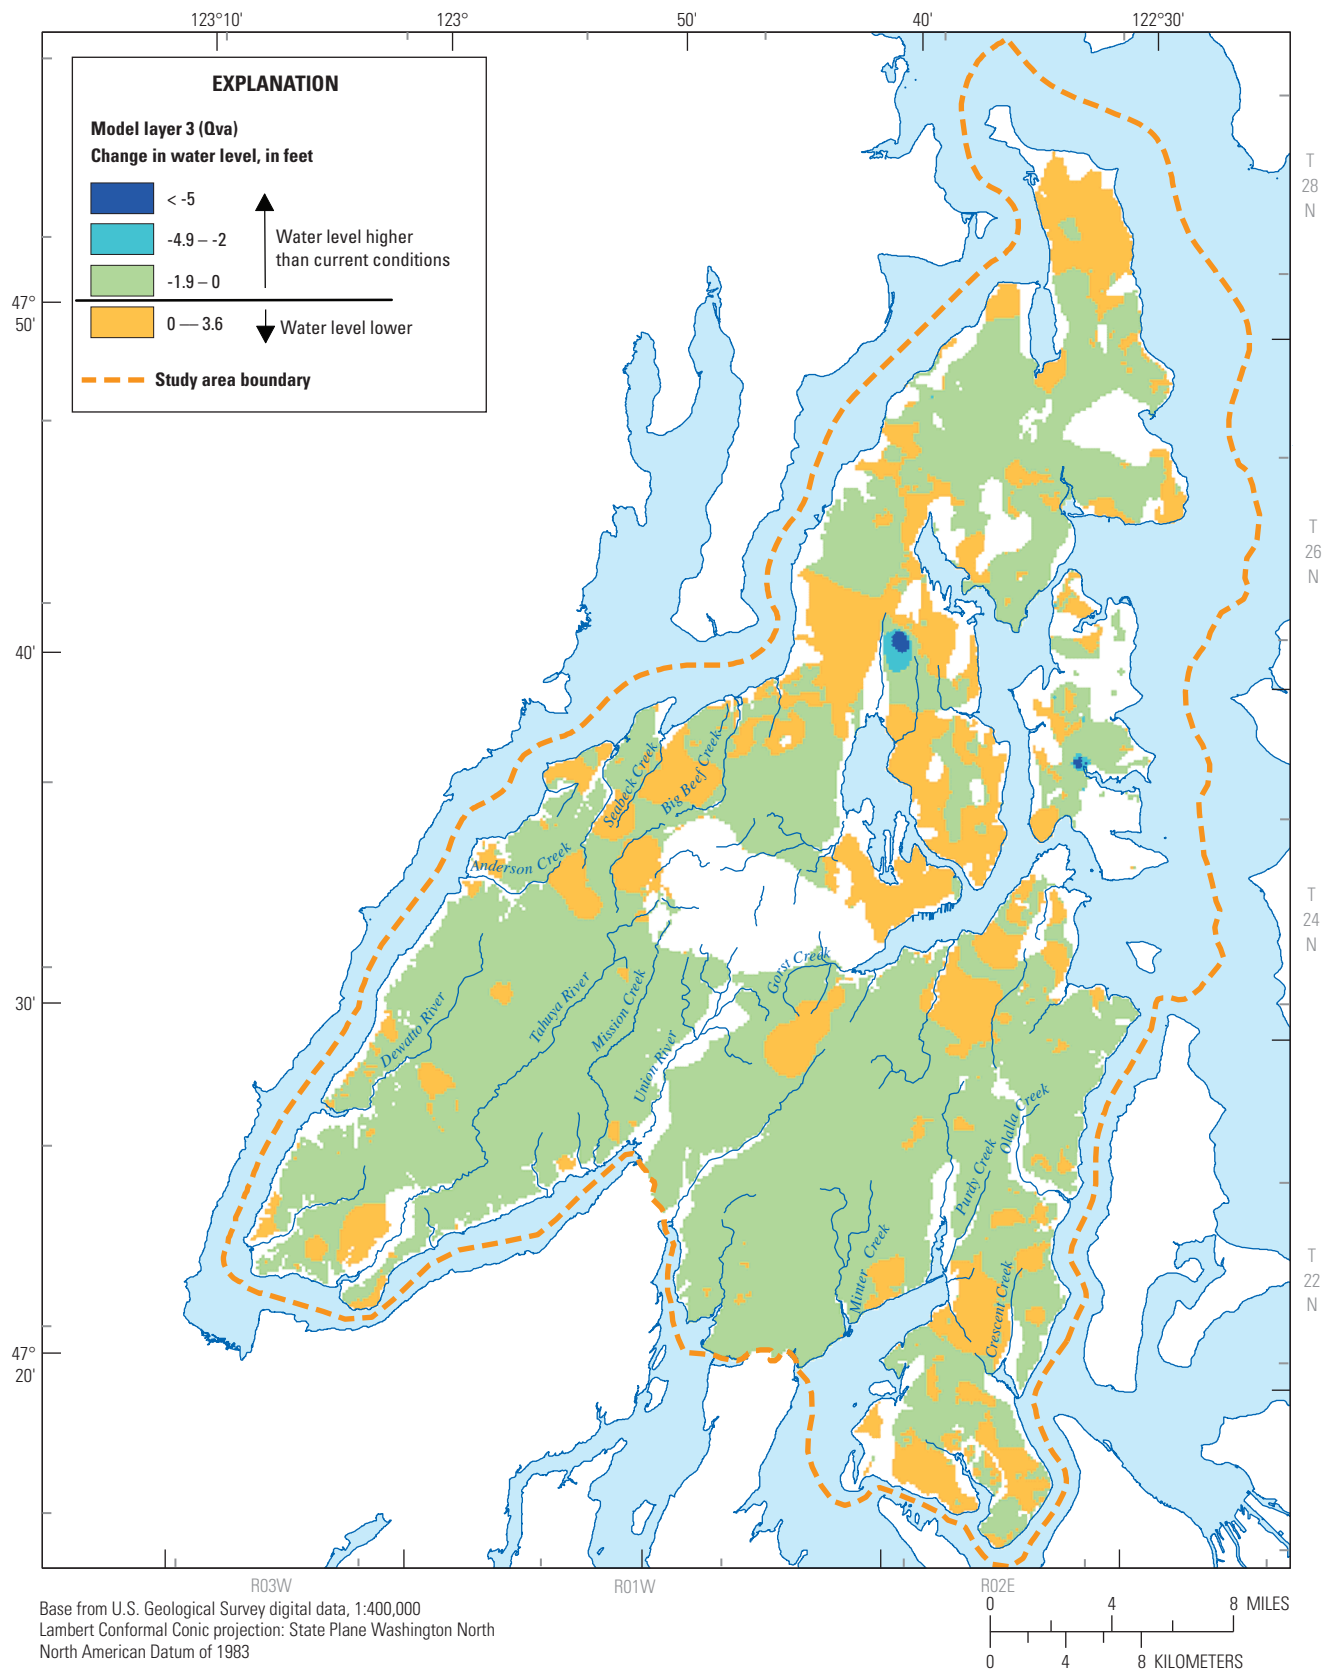 123°10'
123°
50'
40'
122°30'
EXPLANATION
Model layer 3 (Qva)
Change in water level, in feet
< -5
-4.9 – -2
Water level higher
than current conditions
-1.9 – 0
0 — 3.6
Water level lower
Study area boundary
T
28
N
47°
50'
T
26
N
40'
Seabeck Creek
Big Beef Creek
Anderson Creek
T
24
N
Gorst Creek
30'
Dewatto River
Tahuya River
Mission Creek
Union River
Olalla Creek
Purdy Creek
Minter Creek
Crescent Creek
T
22
N
47°
20'
R03W
R01W
R02E
Base from U.S. Geological Survey digital data, 1:400,000
Lambert Conformal Conic projection: State Plane Washington North
North American Datum of 1983
0 4 8 MILES
0 4 8 KILOMETERS